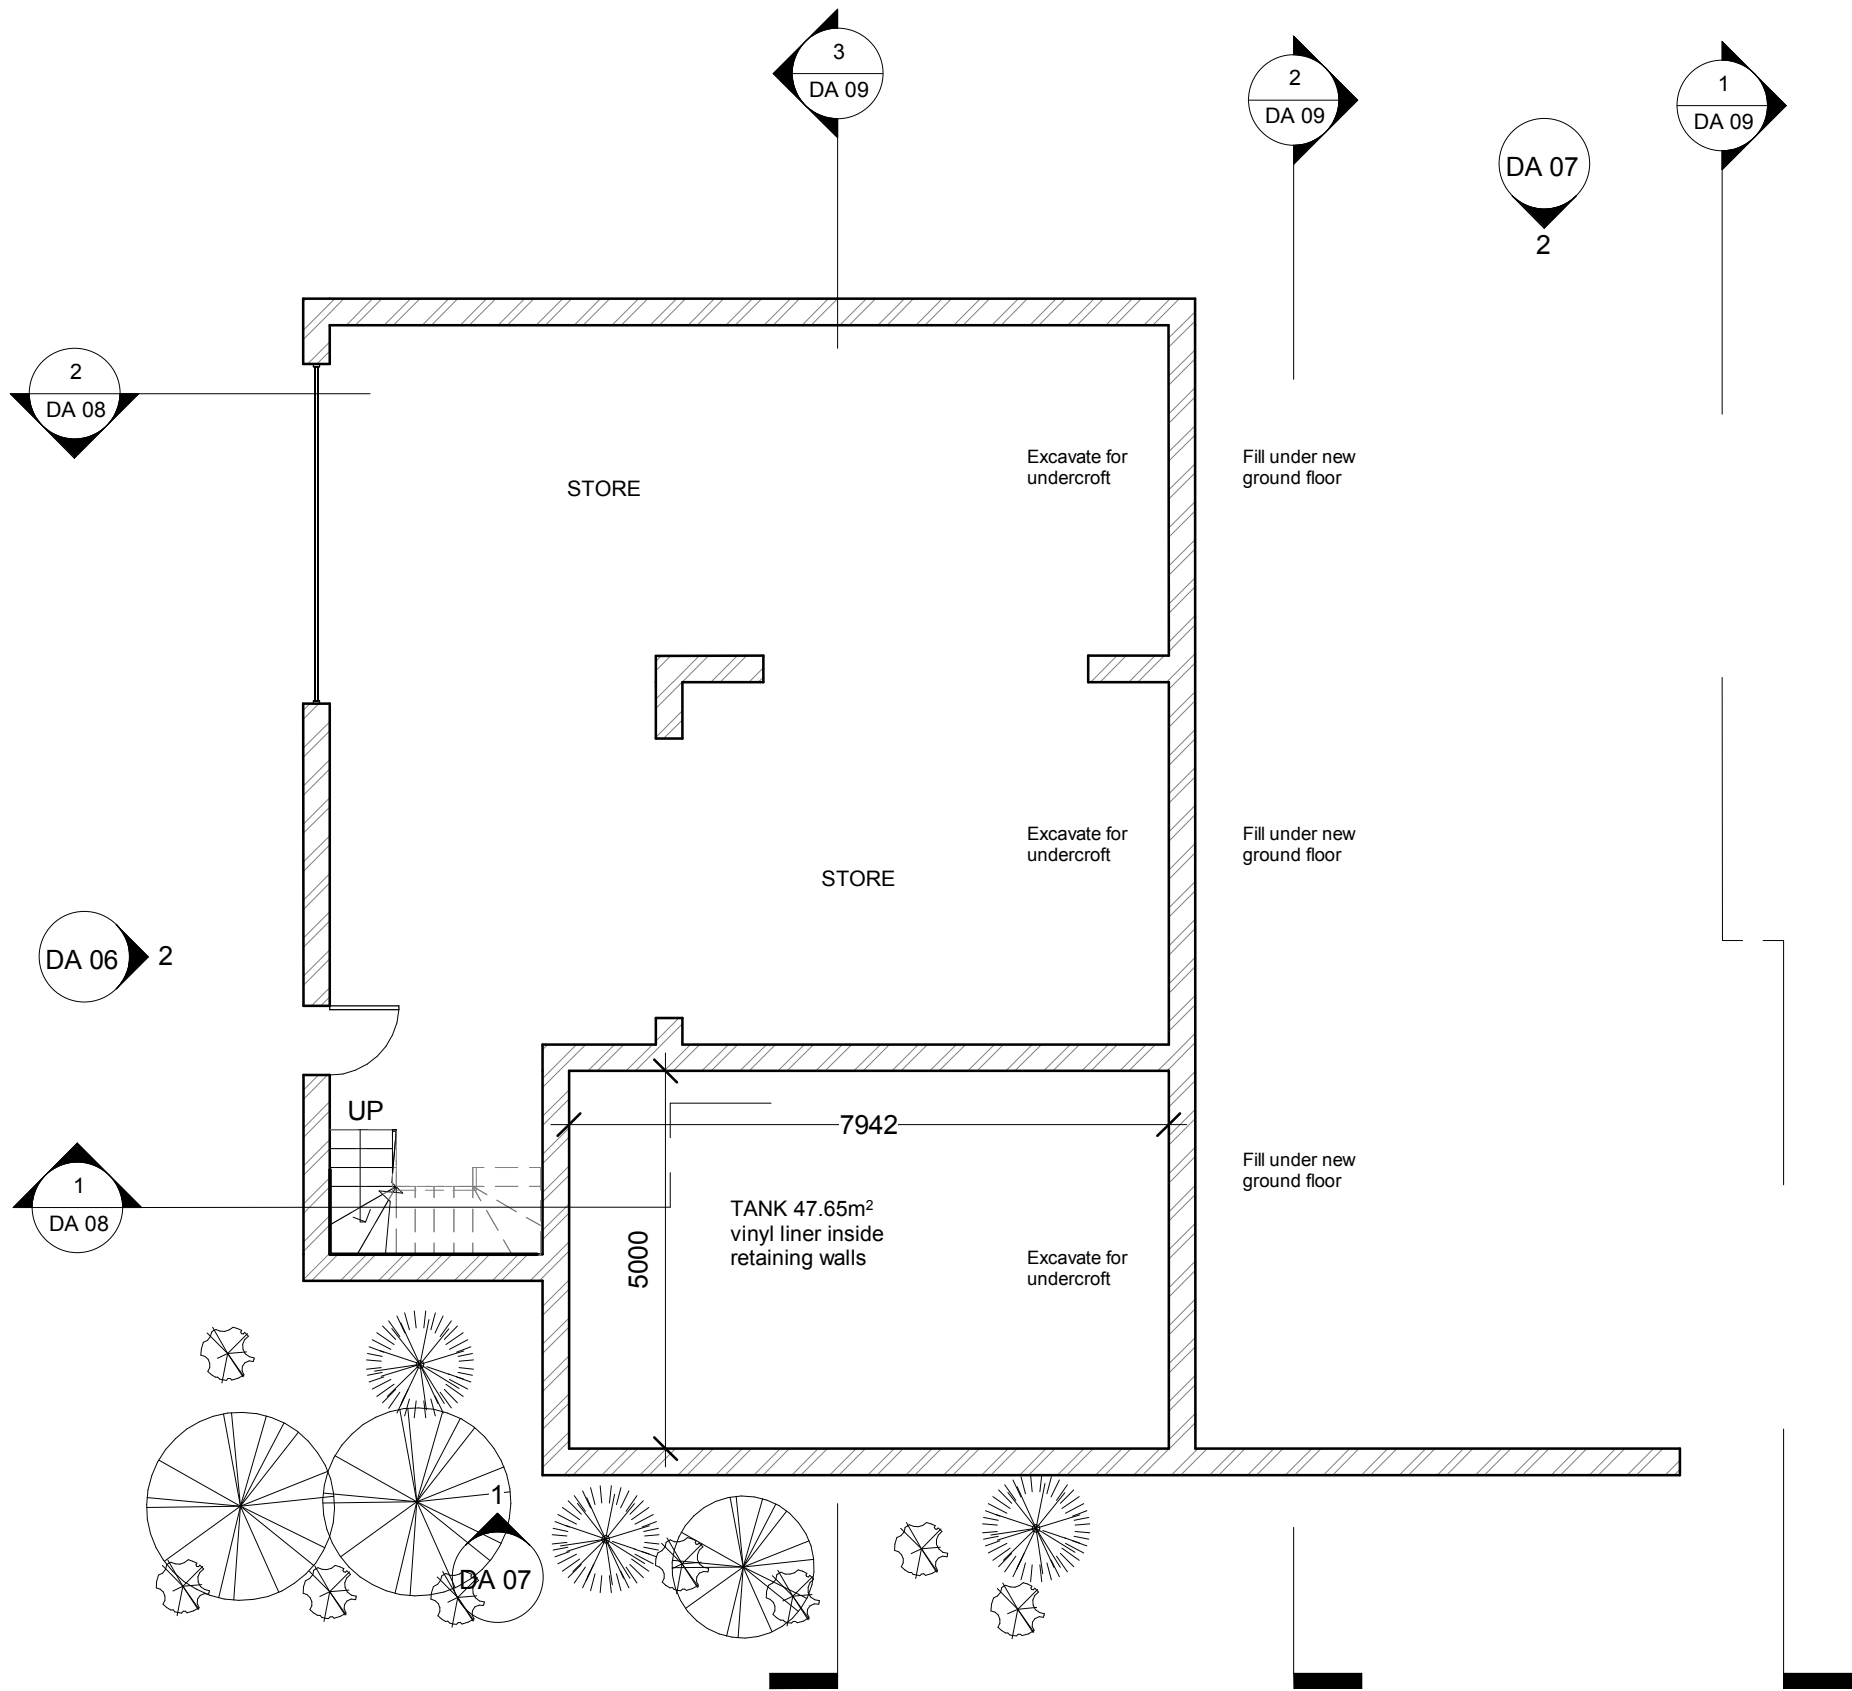 3
DA 09
2
DA 09
1
DA 09
DA 07
2
2
DA 08
Excavate for
undercroft
Fill under new
ground floor
STORE
Excavate for
undercroft
Fill under new
ground floor
STORE
DA 06
2
UP
7942
1
DA 08
TANK 47.65m²
vinyl liner inside
retaining walls
5000
Excavate for
undercroft
Fill under new
ground floor
1
DA 07